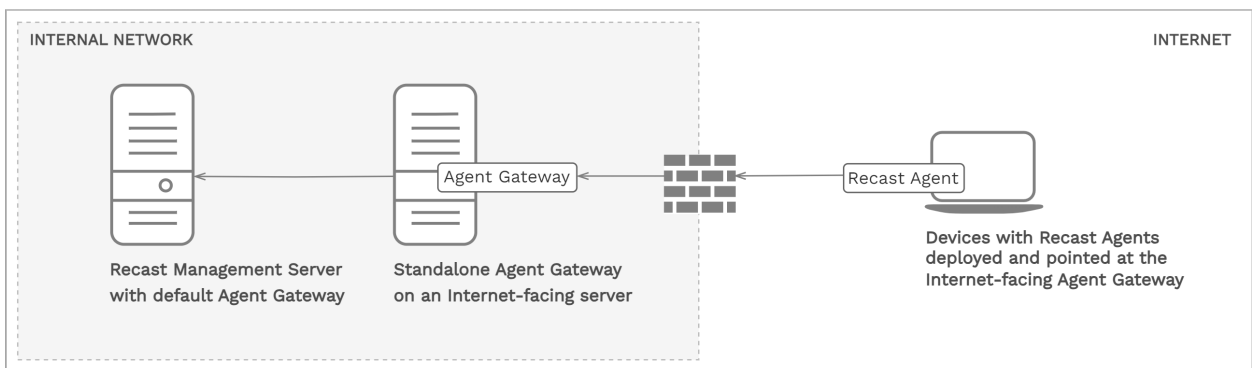 INTERNAL NETWORK
INTERNET
Agent Gateway
Recast Agent
Recast Management Server
with default Agent Gateway
Standalone Agent Gateway
on an Internet-facing server
Devices with Recast Agents
deployed and pointed at the
Internet-facing Agent Gateway